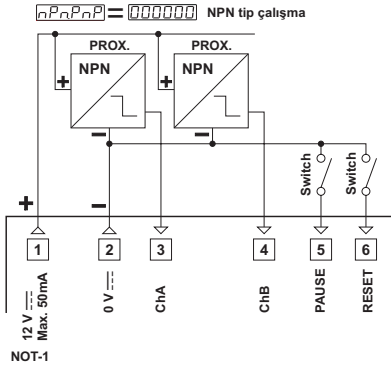 nPnPnP = 000000 NPN tip çalışma
PROX. PROX.
NPN NPN
+ +
− −
Switch Switch
+ −
1 2 3 4 5 6
12 V Max. 50mA
0 V
ChA
ChB
PAUSE
RESET
NOT-1